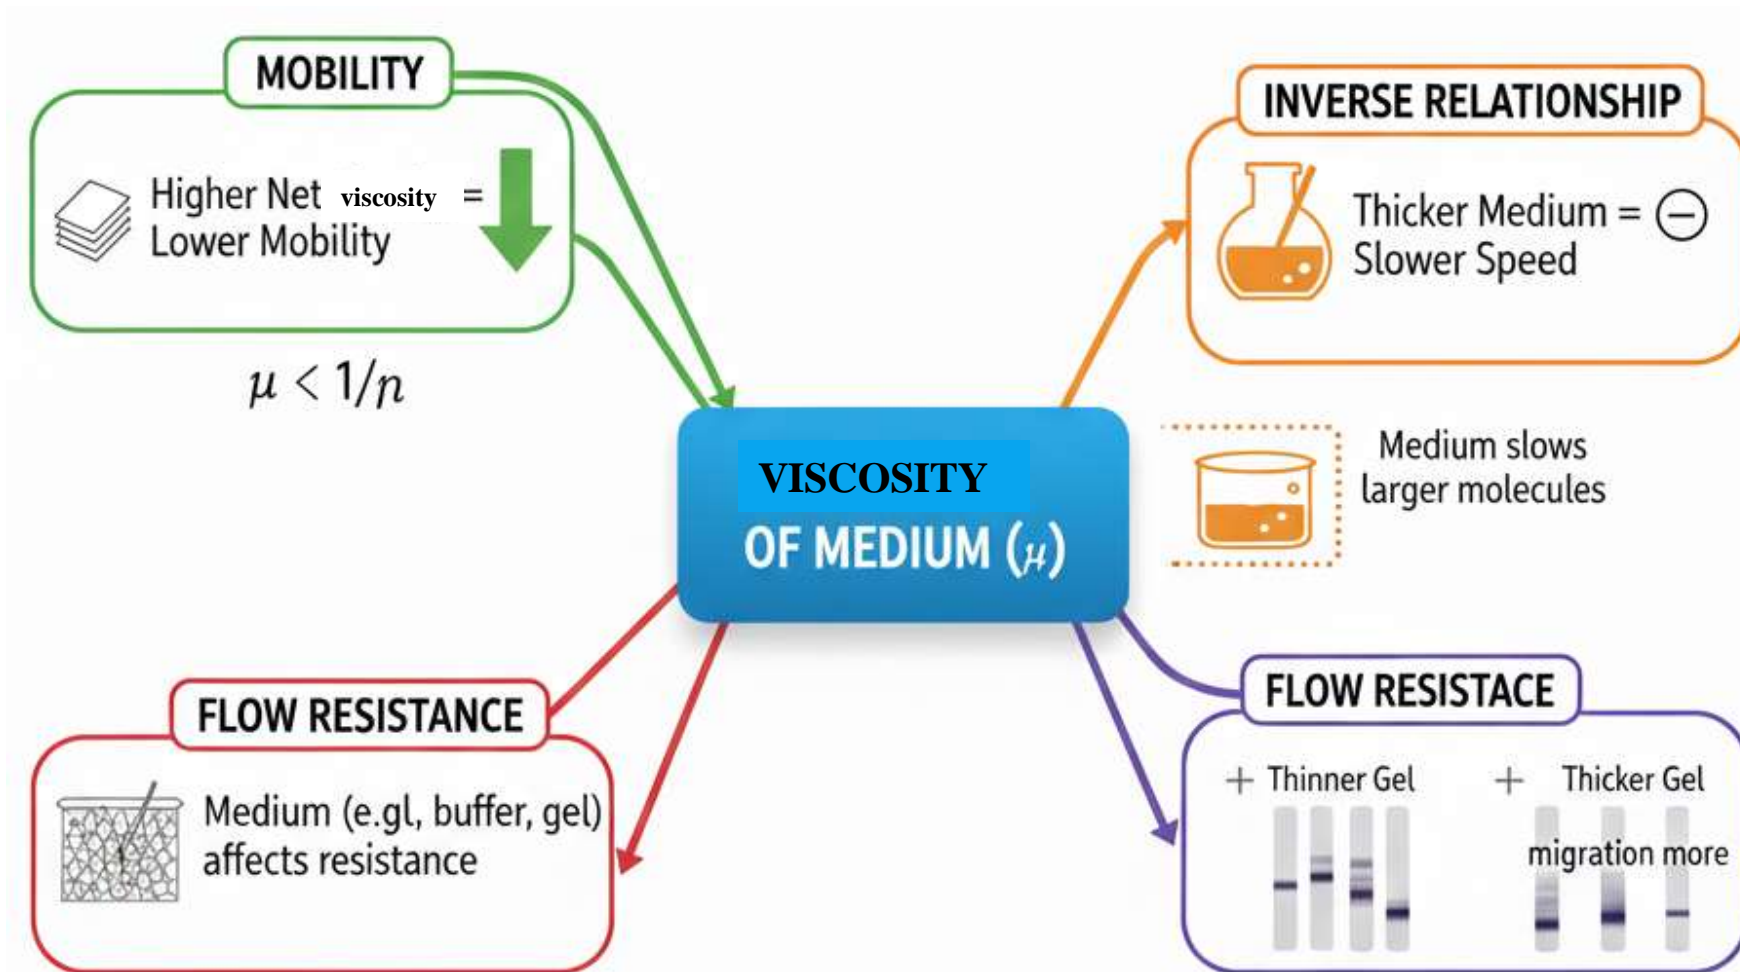 MOBILITY
Higher Net viscosity =
Lower Mobility
μ < 1/n
INVERSE RELATIONSHIP
Thicker Medium = −
Slower Speed
VISCOSITY
OF MEDIUM (μ)
Medium slows
larger molecules
FLOW RESISTANCE
Medium (e.gl, buffer, gel)
affects resistance
FLOW RESISTACE
+ Thinner Gel
+ Thicker Gel
migration more